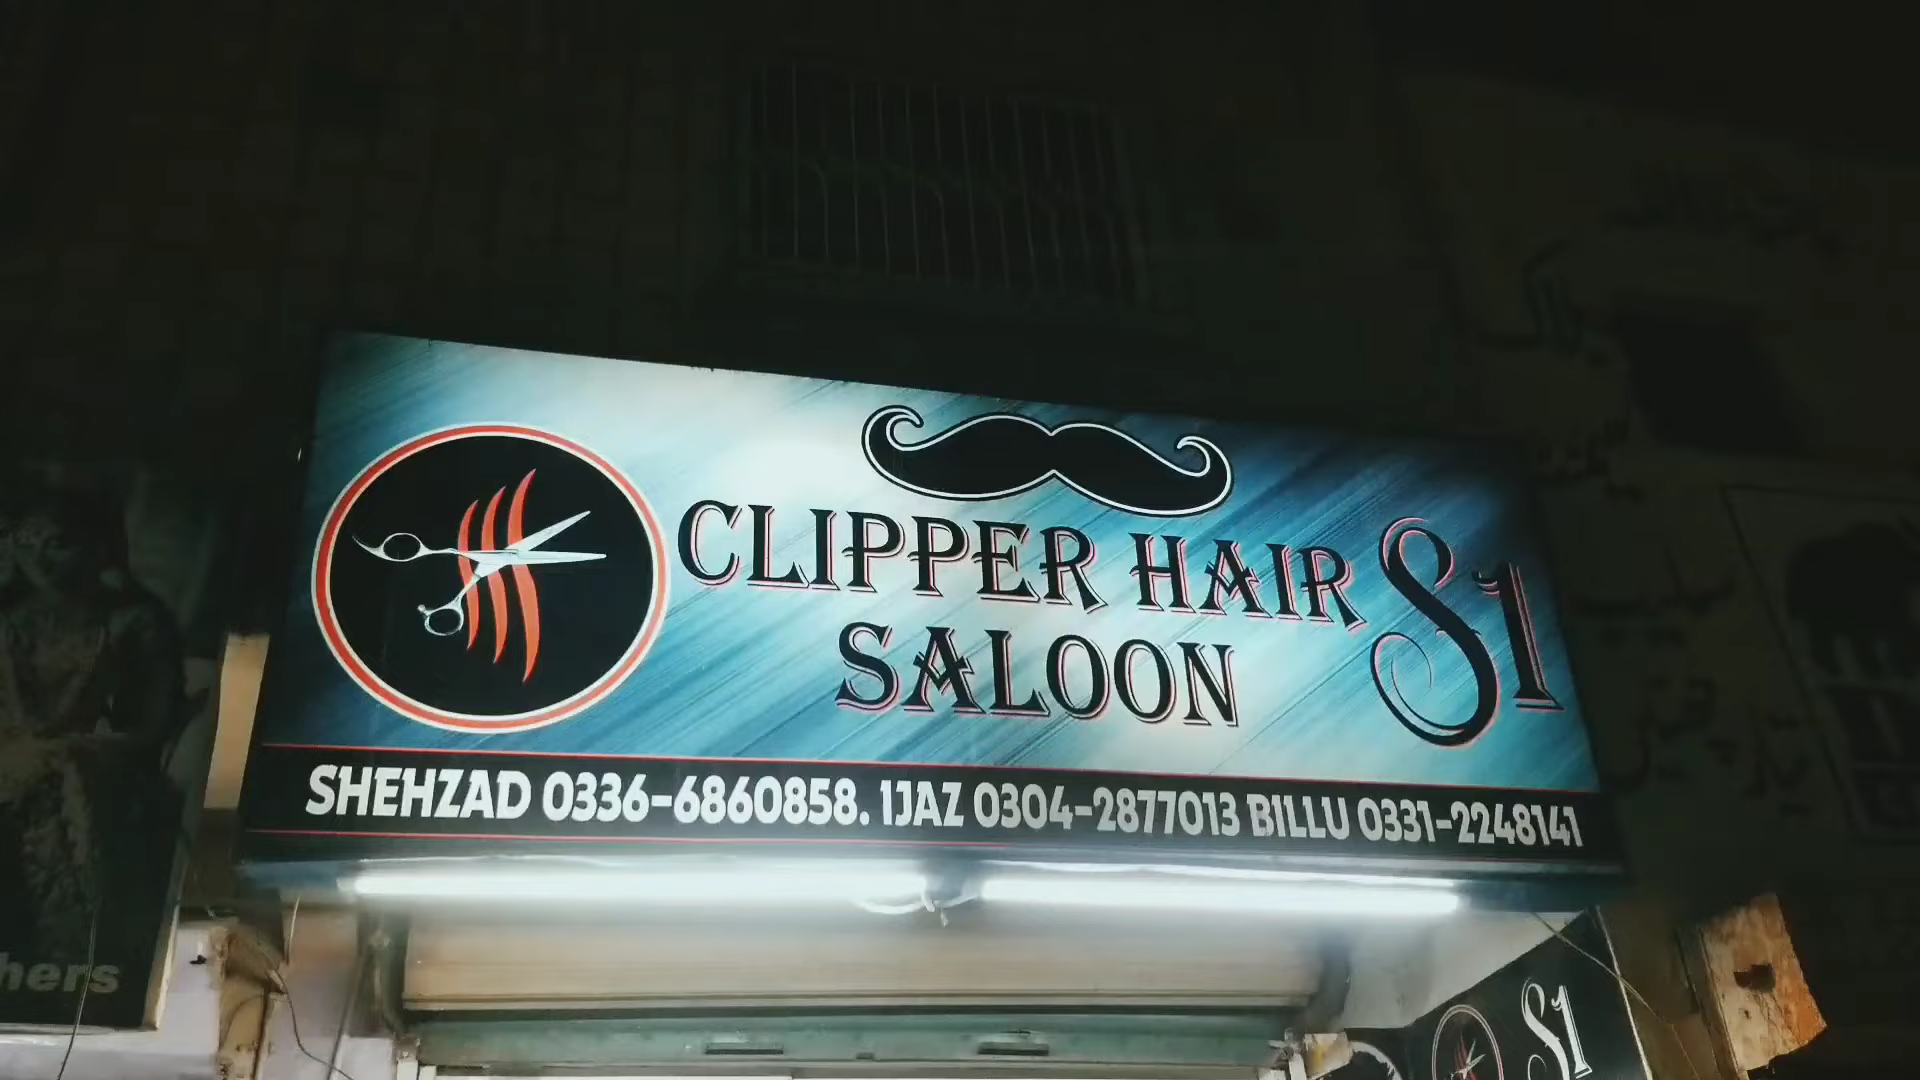 CLIPPER HAIR S1
SALOON
SHEHZAD 0336-6860858. IJAZ 0304-2877013 BILLU 0331-2248141
hers
S1